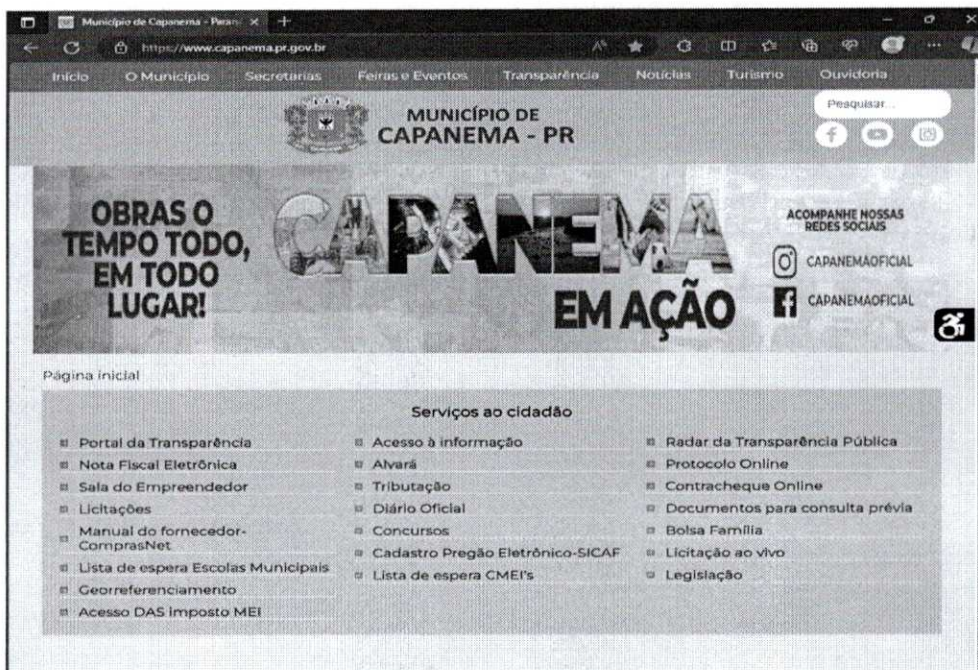 Município de Capanema - Paran
https://www.capanema.pr.gov.br
Início O Município Secretarias Feiras e Eventos Transparência Notícias Turismo Ouvidoria
MUNICÍPIO DE
CAPANEMA - PR
Pesquisar...
OBRAS O
TEMPO TODO,
EM TODO
LUGAR!
CAPANEMA
EM AÇÃO
ACOMPANHE NOSSAS
REDES SOCIAIS
CAPANEMAOFICIAL
CAPANEMAOFICIAL
Página inicial
Serviços ao cidadão
Portal da Transparência
Nota Fiscal Eletrônica
Sala do Empreendedor
Licitações
Manual do fornecedor-
ComprasNet
Lista de espera Escolas Municipais
Georreferenciamento
Acesso DAS imposto MEI
Acesso à informação
Alvará
Tributação
Diário Oficial
Concursos
Cadastro Pregão Eletrônico-SICAF
Lista de espera CMEI's
Radar da Transparência Pública
Protocolo Online
Contracheque Online
Documentos para consulta prévia
Bolsa Família
Licitação ao vivo
Legislação